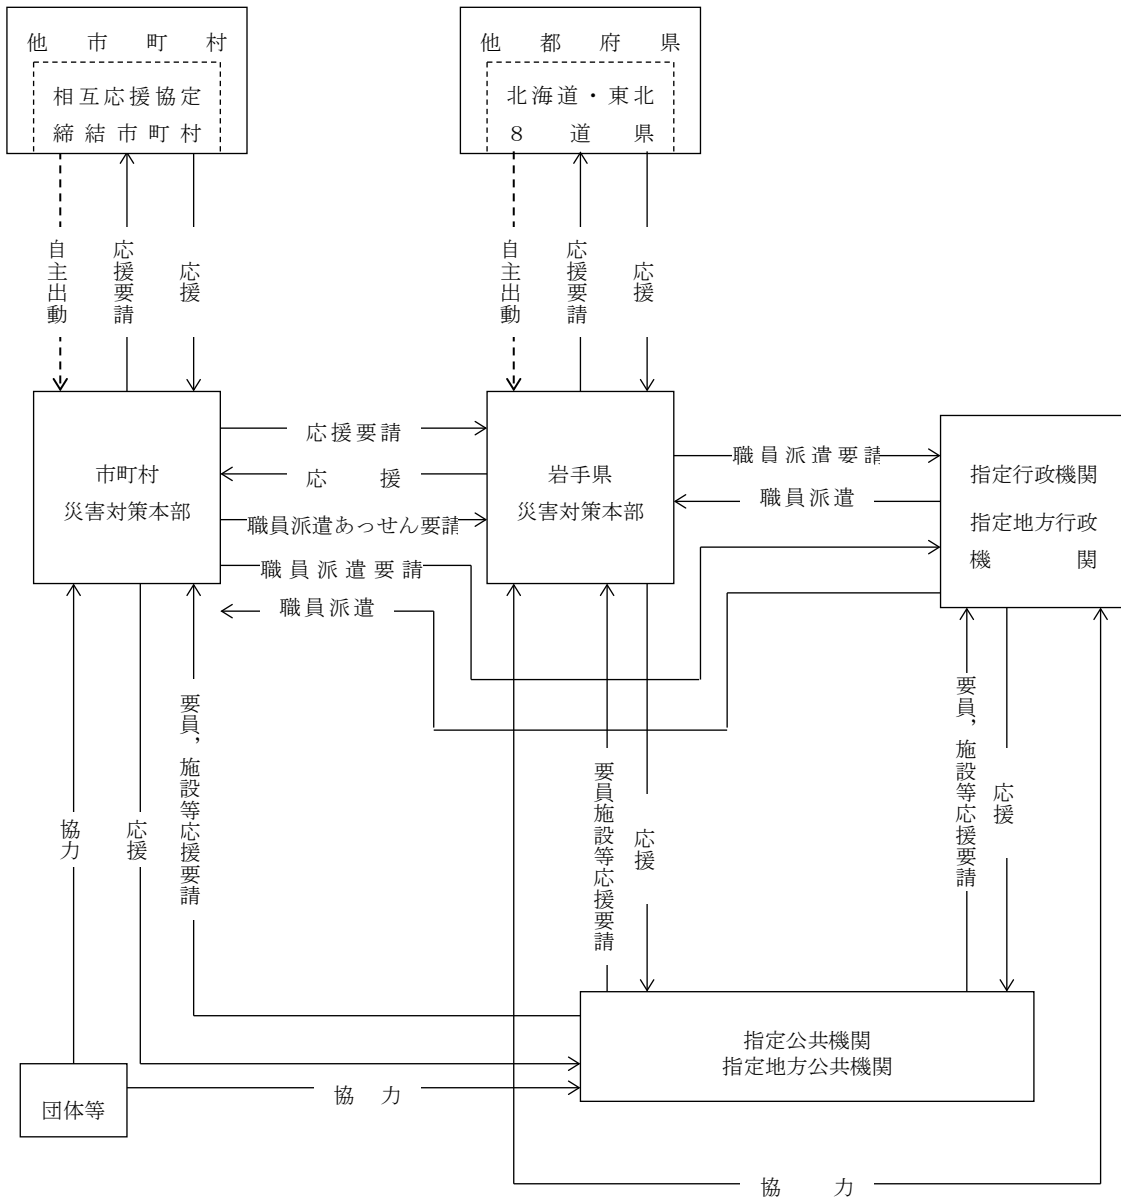 他市町村
相互応援協定
締結市町村
他都府県
北海道・東北
８道県
自主出動
応援要請
応援
自主出動
応援要請
応援
市町村
災害対策本部
応援要請
応援
職員派遣あっせん要請
職員派遣要請
職員派遣
岩手県
災害対策本部
職員派遣要請
職員派遣
指定行政機関
指定地方行政
機関
協力
応援
要員，施設等応援要請
要員施設等応援要請
応援
要員，施設等応援要請
応援
指定公共機関
指定地方公共機関
団体等
協力
協力